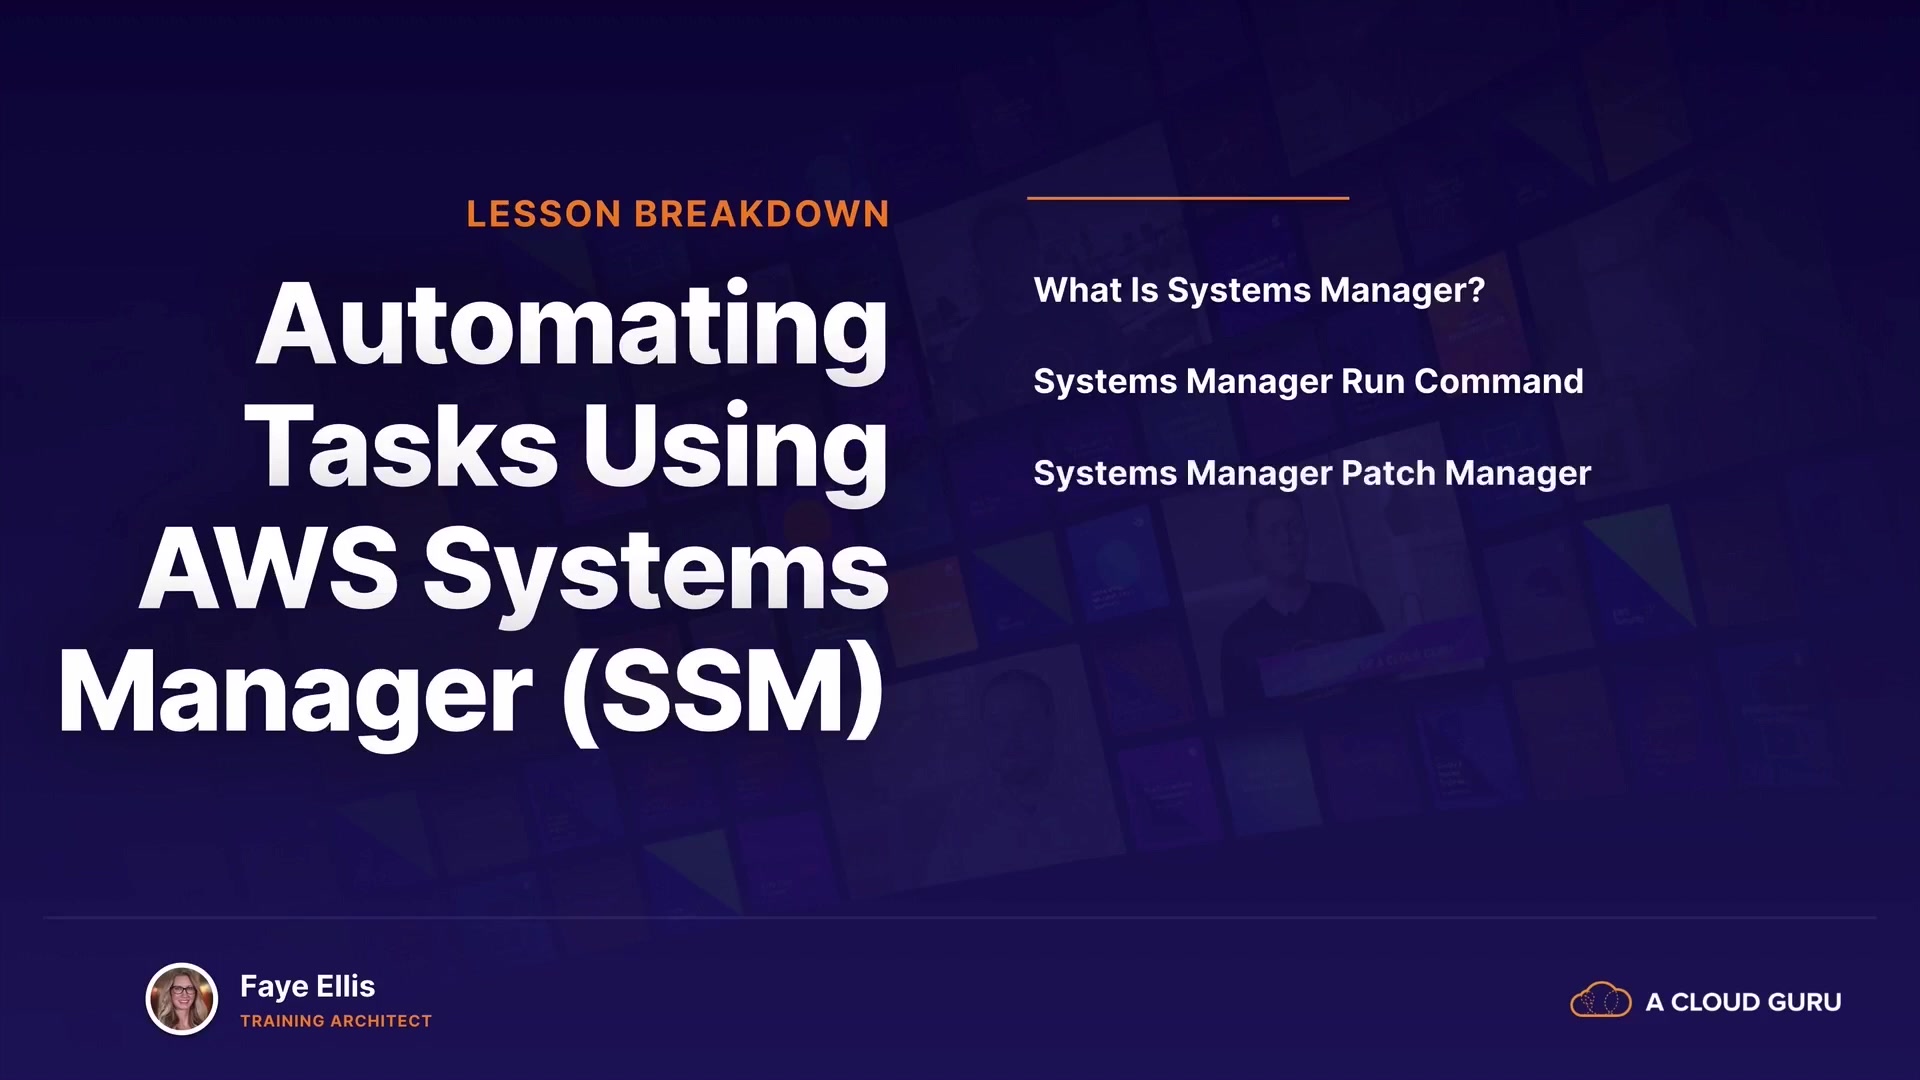 LESSON BREAKDOWN
Automating
Tasks Using
AWS Systems
Manager (SSM)
What Is Systems Manager?
Systems Manager Run Command
Systems Manager Patch Manager
Faye Ellis
TRAINING ARCHITECT
A CLOUD GURU